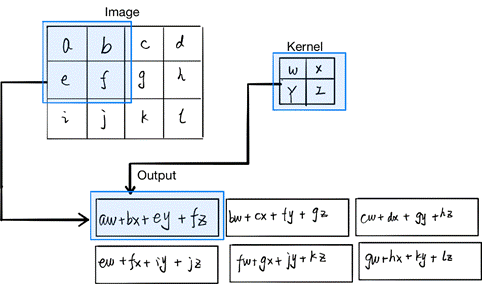 Image
a b c d
e f g h
i j k l
Kernel
w x
y z
Output
aw+bx+ey+fz
bw+cx+fy+gz
cw+dx+gy+hz
ew+fx+iy+jz
fw+gx+jy+kz
gw+hx+ky+lz